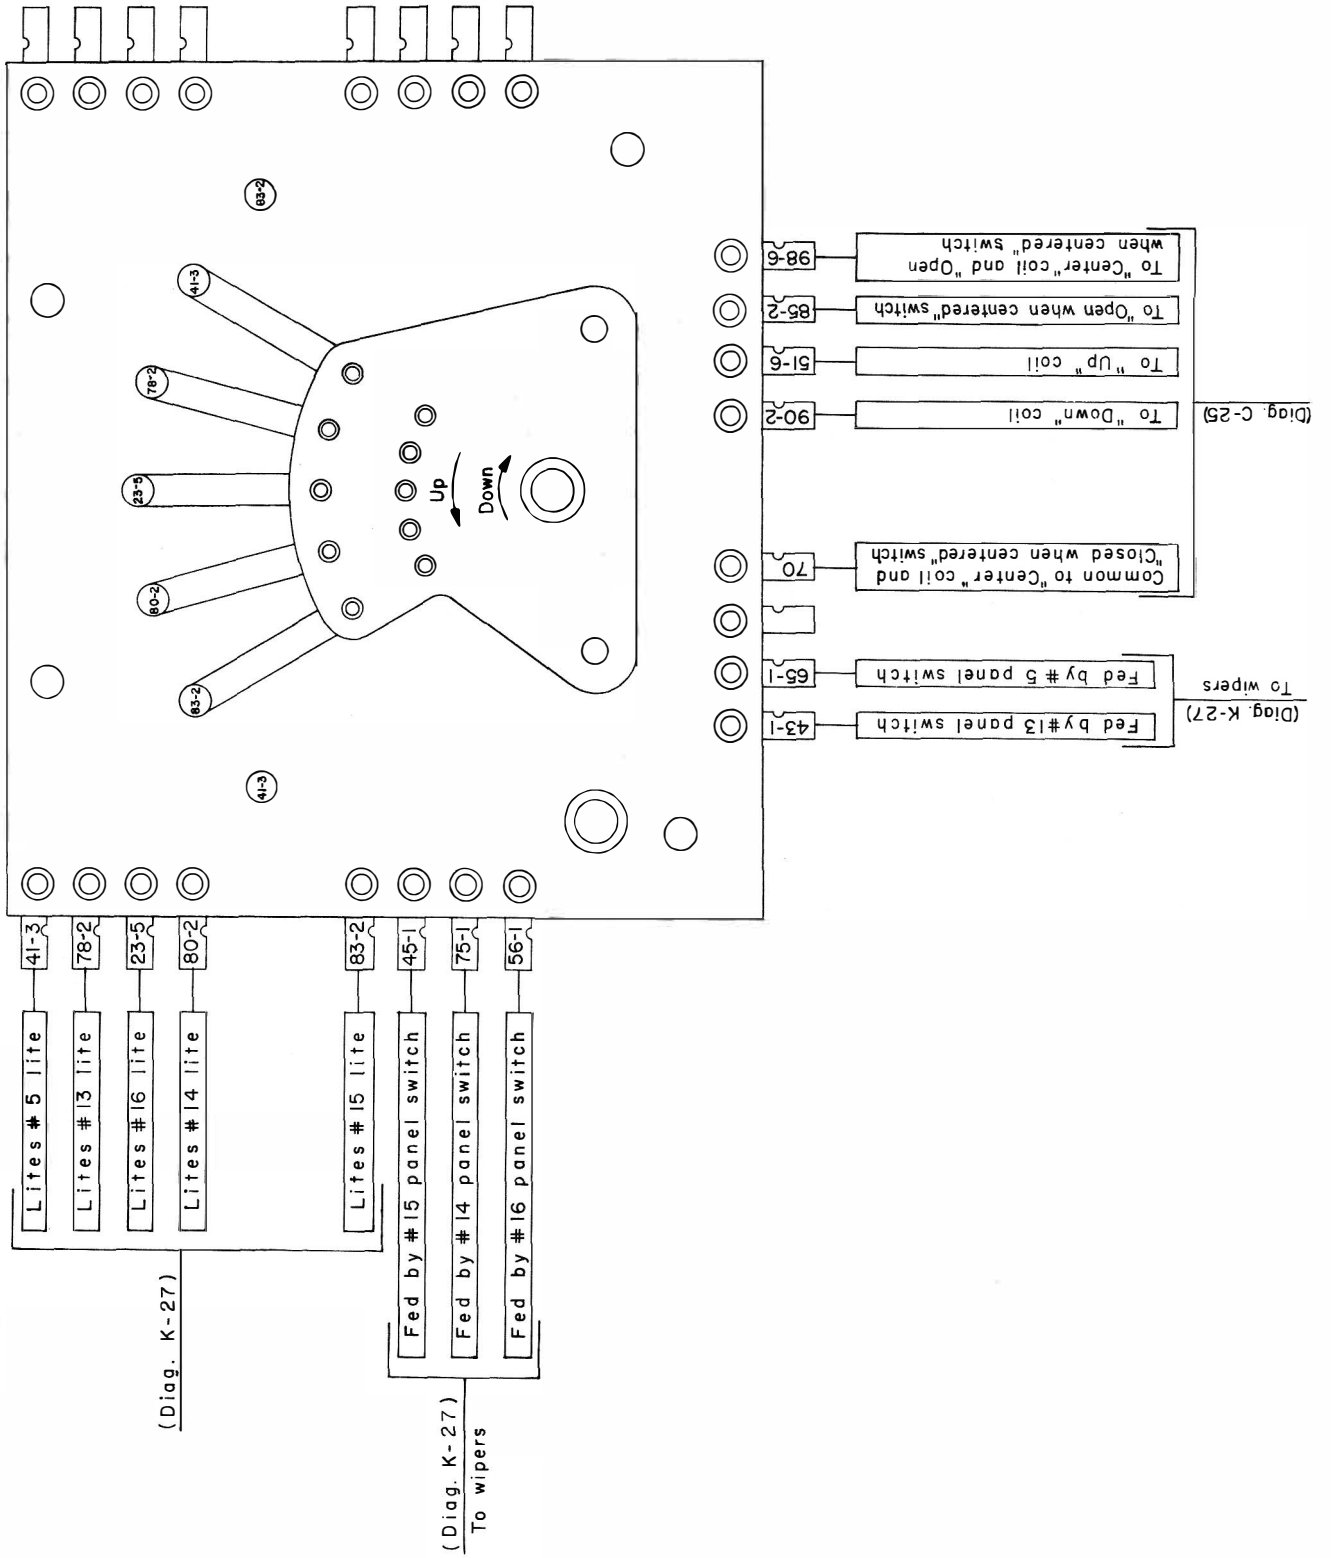 83-2
41-3
78-2
23-5
80-2
83-2
41-3
Up
Down
98-6
To "Center" coil and "Open
when centered" switch
85-2
To "Open when centered" switch
51-6
To "Up" coil
90-2
To "Down" coil
(Diag. C-25)
70
Common to "Center" coil and
"Closed when centered" switch
65-1
Fed by # 5 panel switch
43-1
Fed by #13 panel switch
(Diag. K-27)
To wipers
41-3
Lites # 5 lite
78-2
Lites #13 lite
23-5
Lites #16 lite
80-2
Lites #14 lite
83-2
Lites #15 lite
(Diag. K-27)
45-1
Fed by #15 panel switch
75-1
Fed by #14 panel switch
56-1
Fed by #16 panel switch
(Diag. K-27)
To wipers